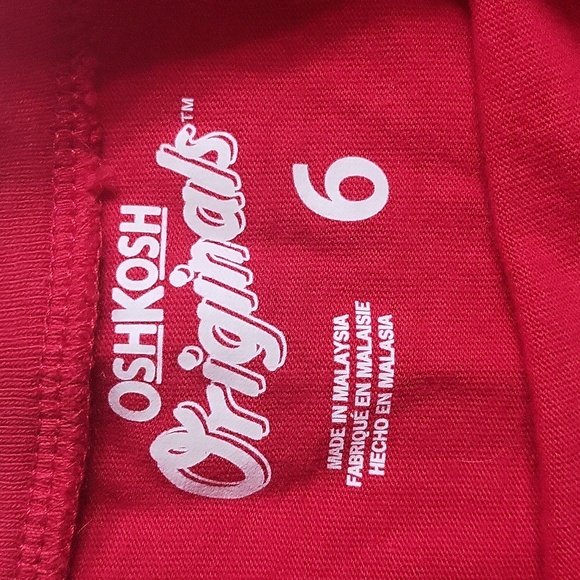 OSHKOSH
Originals™
6
MADE IN MALAYSIA
FABRIQUÉ EN MALAISIE
HECHO EN MALASIA